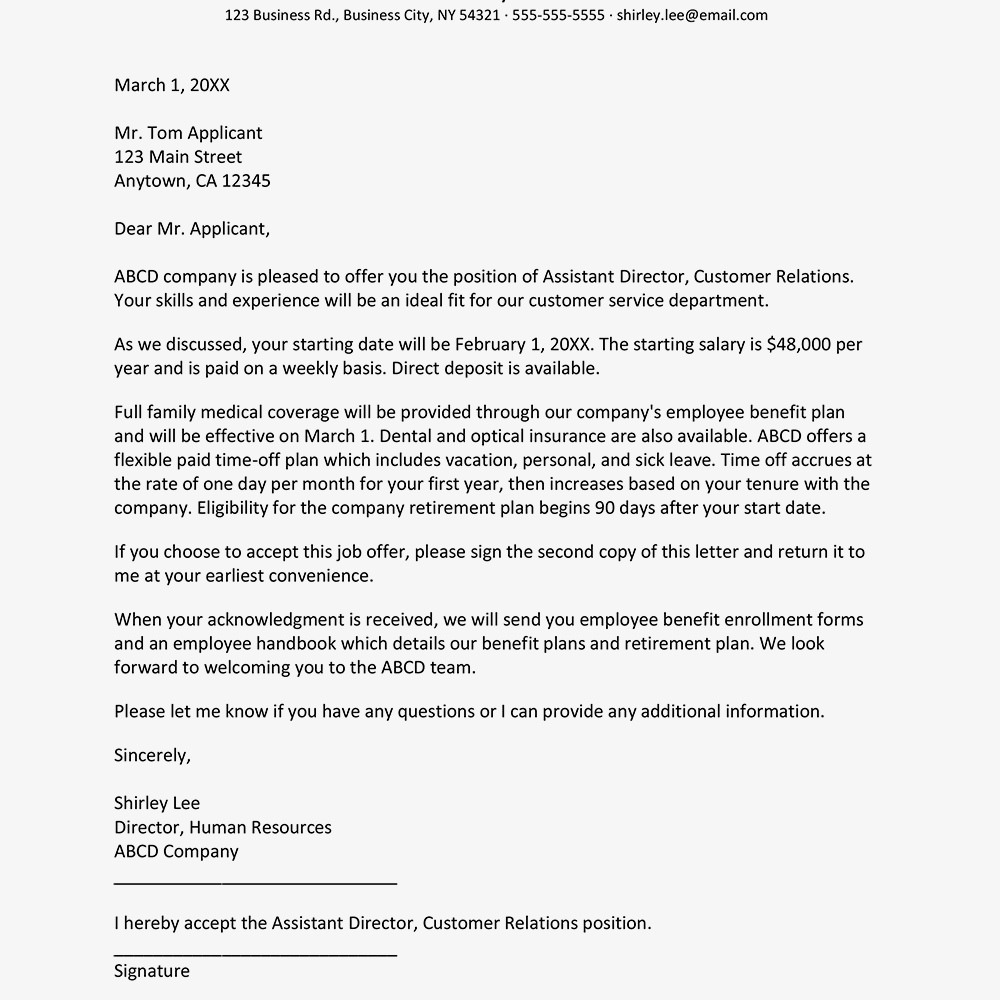 123 Business Rd., Business City, NY 54321 · 555-555-5555 · shirley.lee@email.com
March 1, 20XX
Mr. Tom Applicant
123 Main Street
Anytown, CA 12345
Dear Mr. Applicant,
ABCD company is pleased to offer you the position of Assistant Director, Customer Relations.
Your skills and experience will be an ideal fit for our customer service department.
As we discussed, your starting date will be February 1, 20XX. The starting salary is $48,000 per
year and is paid on a weekly basis. Direct deposit is available.
Full family medical coverage will be provided through our company's employee benefit plan
and will be effective on March 1. Dental and optical insurance are also available. ABCD offers a
flexible paid time-off plan which includes vacation, personal, and sick leave. Time off accrues at
the rate of one day per month for your first year, then increases based on your tenure with the
company. Eligibility for the company retirement plan begins 90 days after your start date.
If you choose to accept this job offer, please sign the second copy of this letter and return it to
me at your earliest convenience.
When your acknowledgment is received, we will send you employee benefit enrollment forms
and an employee handbook which details our benefit plans and retirement plan. We look
forward to welcoming you to the ABCD team.
Please let me know if you have any questions or I can provide any additional information.
Sincerely,
Shirley Lee
Director, Human Resources
ABCD Company
I hereby accept the Assistant Director, Customer Relations position.
Signature